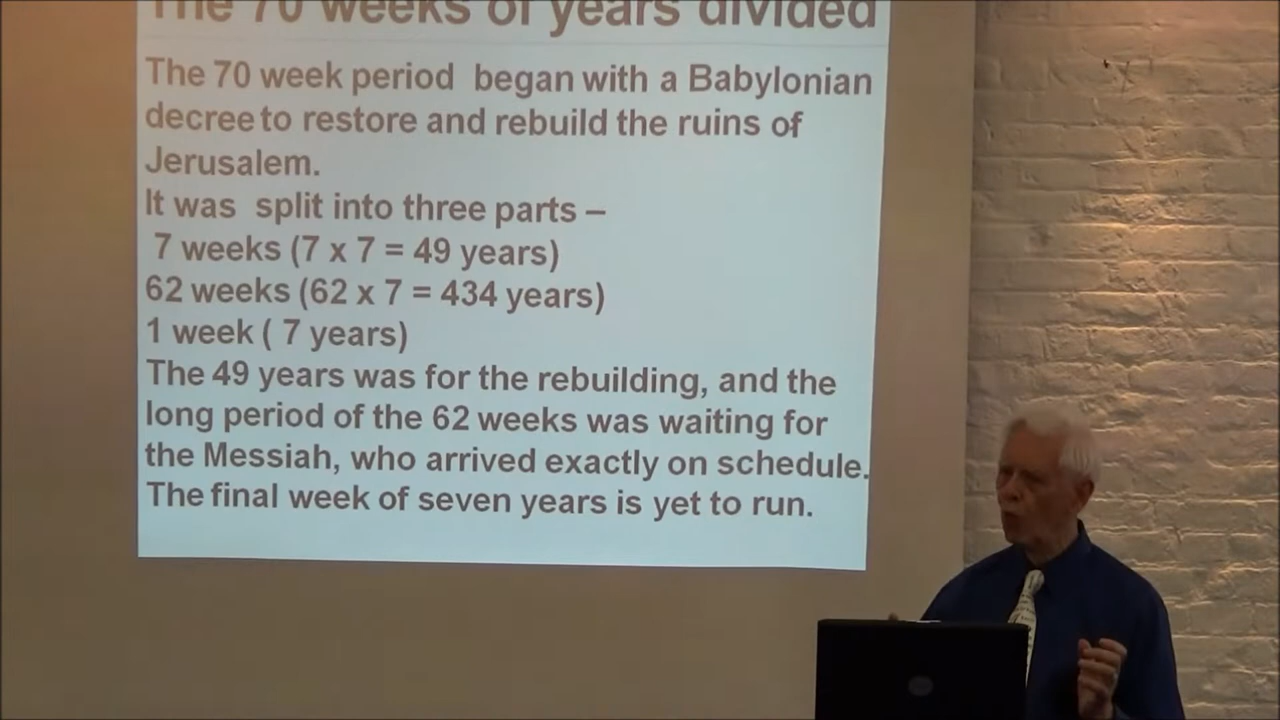 The 70 weeks of years divided
The 70 week period began with a Babylonian
decree to restore and rebuild the ruins of
Jerusalem.
It was split into three parts –
7 weeks (7 x 7 = 49 years)
62 weeks (62 x 7 = 434 years)
1 week ( 7 years)
The 49 years was for the rebuilding, and the
long period of the 62 weeks was waiting for
the Messiah, who arrived exactly on schedule.
The final week of seven years is yet to run.